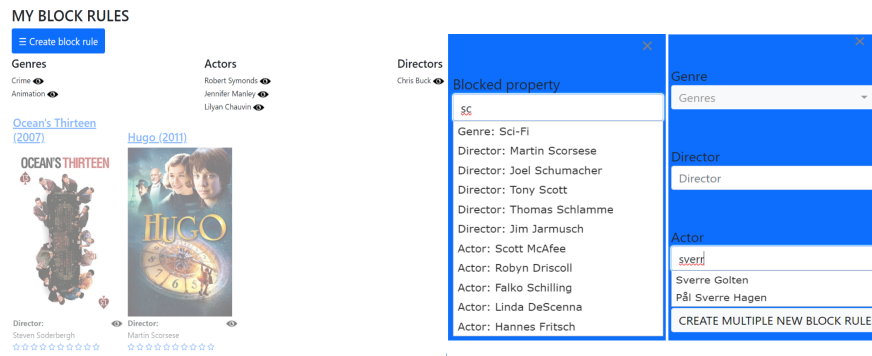 MY BLOCK RULES
☰ Create block rule
Genres
Crime
Animation
Actors
Robert Symonds
Jennifer Manley
Lilyan Chauvin
Directors
Chris Buck
Ocean's Thirteen
(2007)
OCEAN'S THIRTEEN
13
13
Director:
Steven Soderbergh
Hugo (2011)
HUGO
Director:
Martin Scorsese
×
Blocked property
sc
Genre: Sci-Fi
Director: Martin Scorsese
Director: Joel Schumacher
Director: Tony Scott
Director: Thomas Schlamme
Director: Jim Jarmusch
Actor: Scott McAfee
Actor: Robyn Driscoll
Actor: Falko Schilling
Actor: Linda DeScenna
Actor: Hannes Fritsch
×
Genre
Genres
Director
Director
Actor
sverr
Sverre Golten
Pål Sverre Hagen
CREATE MULTIPLE NEW BLOCK RULE